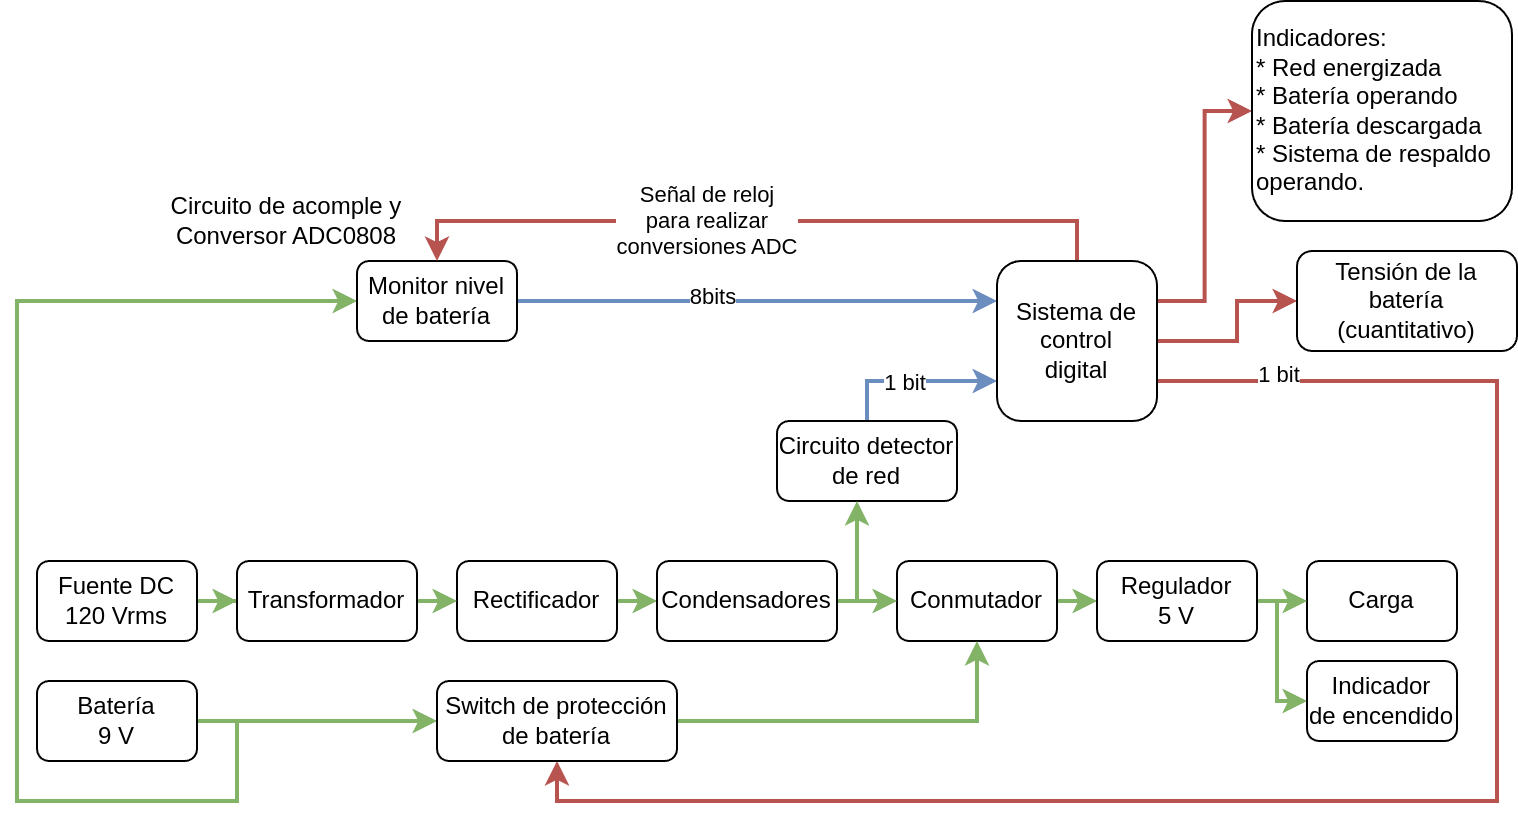 Indicadores:
* Red energizada
* Batería operando
* Batería descargada
* Sistema de respaldo
operando.
Señal de reloj
para realizar
conversiones ADC
Circuito de acomple y
Conversor ADC0808
Monitor nivel
de batería
8bits
Sistema de
control
digital
Tensión de la
batería
(cuantitativo)
1 bit
1 bit
Circuito detector
de red
Fuente DC
120 Vrms
Transformador
Rectificador
Condensadores
Conmutador
Regulador
5 V
Carga
Batería
9 V
Switch de protección
de batería
Indicador
de encendido